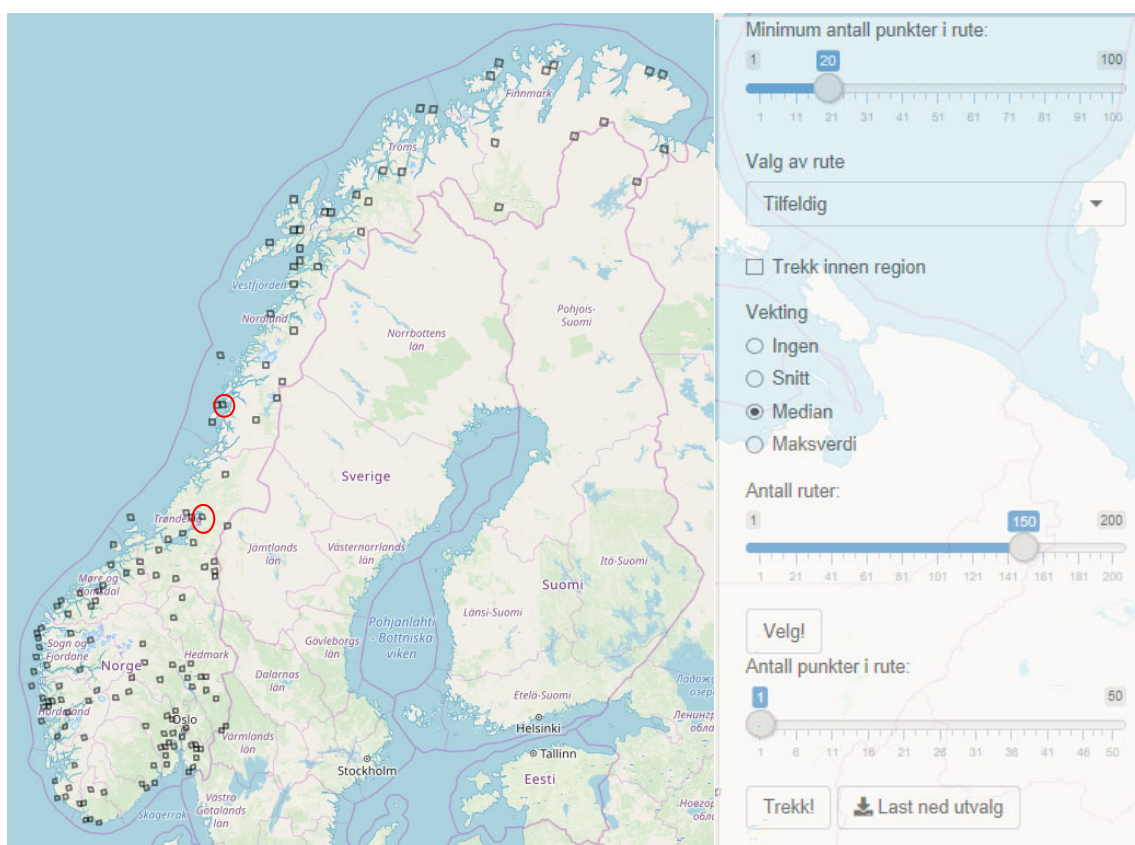 Finnmark
Troms
Vestfjorden
Nordland
Norrbottens
län
Pohjois-
Suomi
Sverige
Trøndelag
Jämtlands
län
Västernorrlands
län
Itä-Suomi
Suomi
Møre og
Romsdal
Länsi-Suomi
Pohjanlahti
- Bottniska
viken
Sogn og
Fjordane
Norge
Hedmark
Gävleborgs
län
Dalarnas
län
Hordaland
Oslo
Etelä-Suomi
Helsinki
Värmlands
län
Stockholm
Tallinn
Eesti
Västra
Götalands
län
Skagerrak
Minimum antall punkter i rute:
1 20 100
1 11 21 31 41 51 61 71 81 91 100
Valg av rute
Tilfeldig
Trekk innen region
Vekting
Ingen
Snitt
Median
Maksverdi
Antall ruter:
1 150 200
1 21 41 61 81 101 121 141 161 181 200
Velg!
Antall punkter i rute:
1 50
1 6 11 16 21 26 31 36 41 46 50
Trekk!
Last ned utvalg